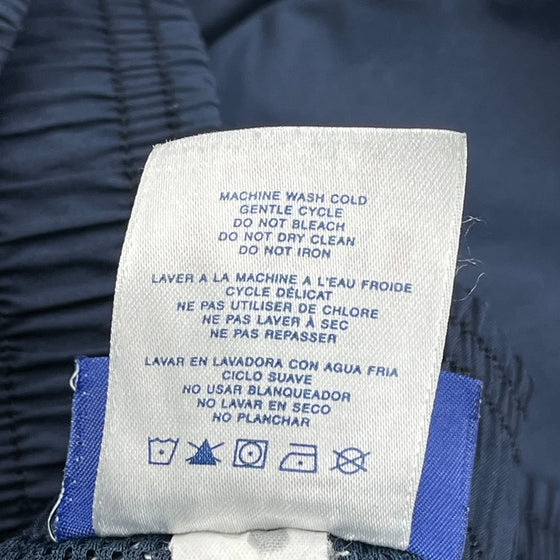 MACHINE WASH COLD
GENTLE CYCLE
DO NOT BLEACH
DO NOT DRY CLEAN
DO NOT IRON
LAVER A LA MACHINE A L'EAU FROIDE
CYCLE DÉLICAT
NE PAS UTILISER DE CHLORE
NE PAS LAVER À SEC
NE PAS REPASSER
LAVAR EN LAVADORA CON AGUA FRIA
CICLO SUAVE
NO USAR BLANQUEADOR
NO LAVAR EN SECO
NO PLANCHAR